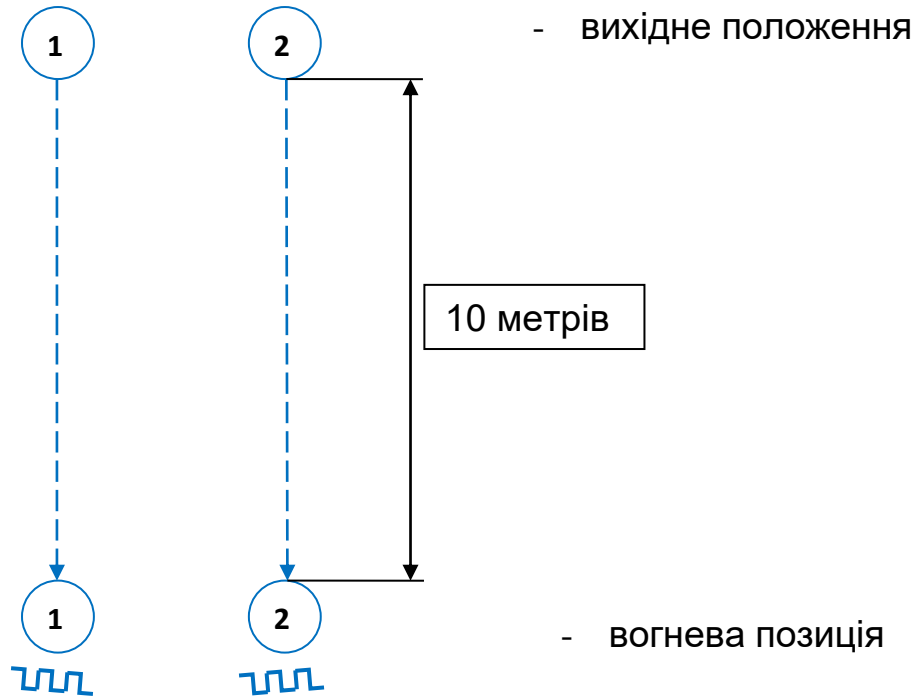 1 2 - вихідне положення
10 метрів
1 2 - вогнева позиція